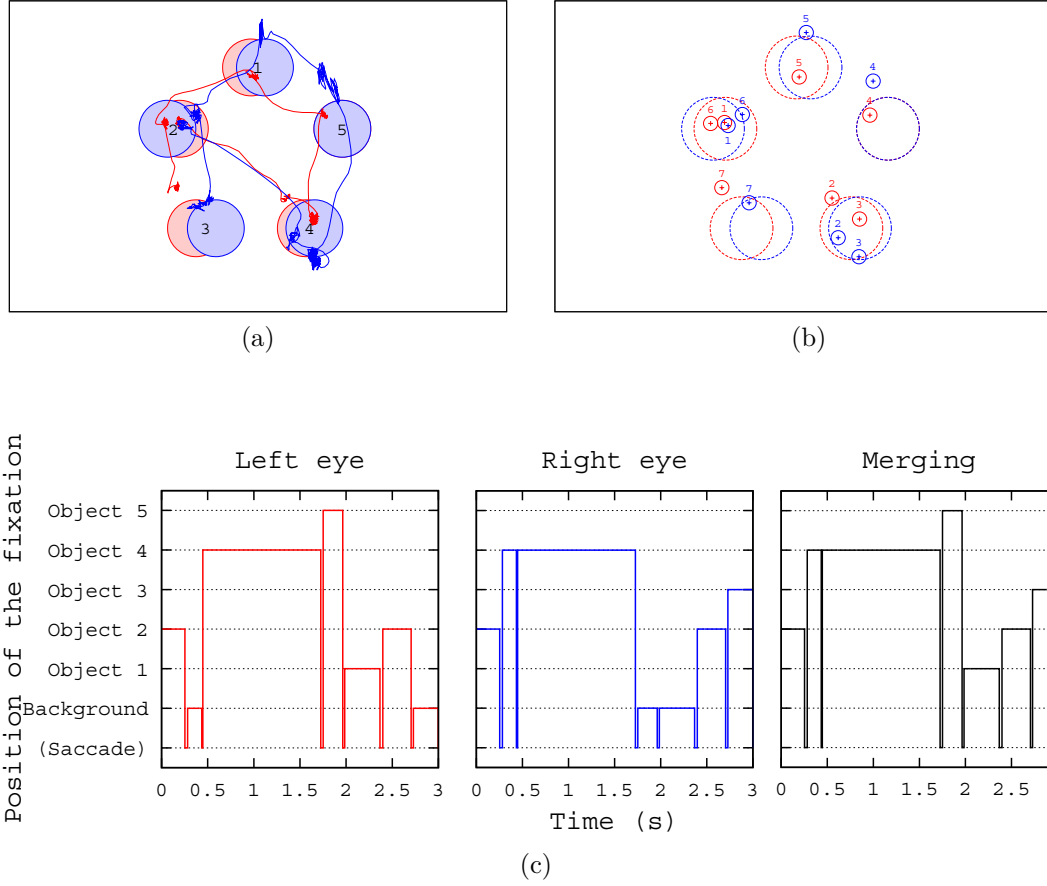 1
2
5
3
4
(a)
5
4
5
6
1
6
4
1
7
2
7
3
2
3
(b)
Position of the fixation
Left eye
Right eye
Merging
Object 5
Object 4
Object 3
Object 2
Object 1
Background
(Saccade)
0 0.5 1 1.5 2 2.5 3
0 0.5 1 1.5 2 2.5 3
0 0.5 1 1.5 2 2.5
Time (s)
(c)